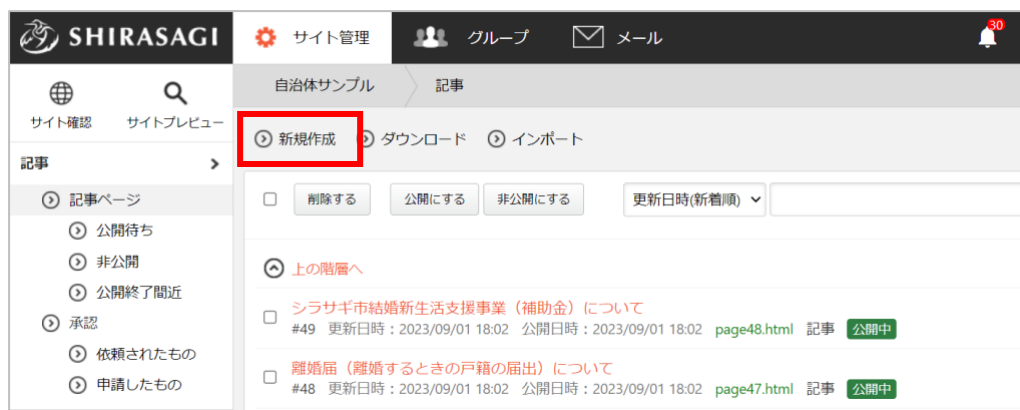 SHIRASAGI
サイト管理
グループ
メール
30
サイト確認
サイトプレビュー
自治体サンプル
記事
新規作成
ダウンロード
インポート
記事
記事ページ
公開待ち
非公開
公開終了間近
承認
依頼されたもの
申請したもの
削除する
公開にする
非公開にする
更新日時(新着順)
上の階層へ
シラサギ市結婚新生活支援事業（補助金）について
#49 更新日時：2023/09/01 18:02 公開日時：2023/09/01 18:02 page48.html 記事 公開中
離婚届（離婚するときの戸籍の届出）について
#48 更新日時：2023/09/01 18:02 公開日時：2023/09/01 18:02 page47.html 記事 公開中